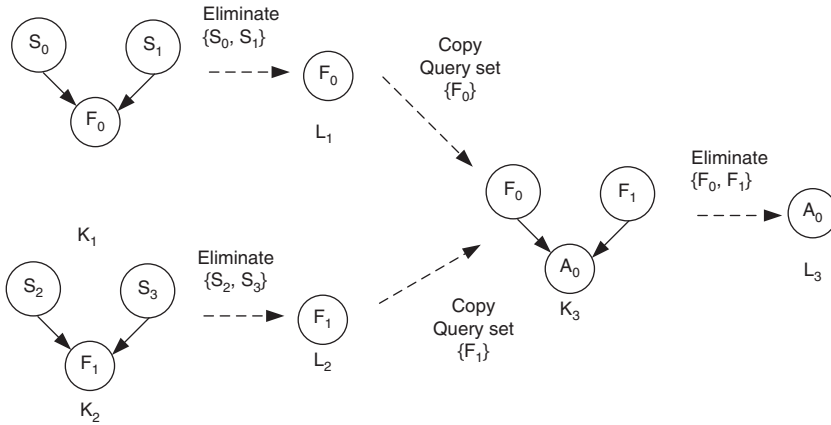 S0
S1
F0
Eliminate
{S0, S1}
F0
L1
Copy
Query set
{F0}
K1
S2
S3
F1
K2
Eliminate
{S2, S3}
F1
L2
Copy
Query set
{F1}
F0
F1
A0
K3
Eliminate
{F0, F1}
A0
L3